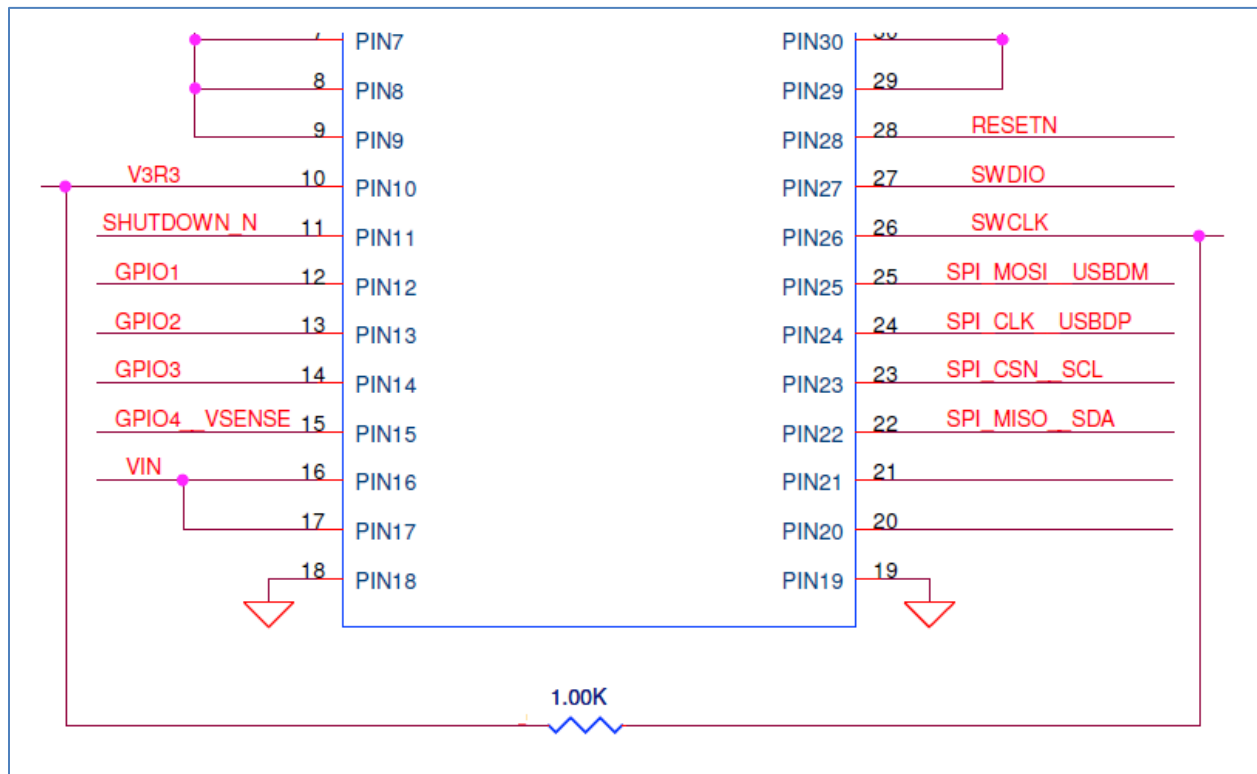 7 PIN7 PIN30 30
8 PIN8 PIN29 29
9 PIN9 PIN28 28 RESETN
V3R3 10 PIN10 PIN27 27 SWDIO
SHUTDOWN_N 11 PIN11 PIN26 26 SWCLK
GPIO1 12 PIN12 PIN25 25 SPI_MOSI__USBDM
GPIO2 13 PIN13 PIN24 24 SPI_CLK__USBDP
GPIO3 14 PIN14 PIN23 23 SPI_CSN__SCL
GPIO4__VSENSE 15 PIN15 PIN22 22 SPI_MISO__SDA
VIN 16 PIN16 PIN21 21
17 PIN17 PIN20 20
18 PIN18 PIN19 19
1.00K